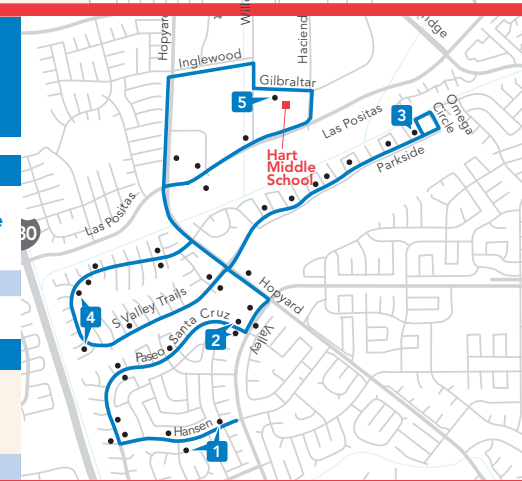 Hopyard
Inglewood
Gilbraltar
5
Las Positas
3
Omega
Circle
Hart
Middle
School
Parkside
Las Positas
Hopyard
4
S Valley Trails
Santa Cruz
Paseo
2
Valley
Hansen
1